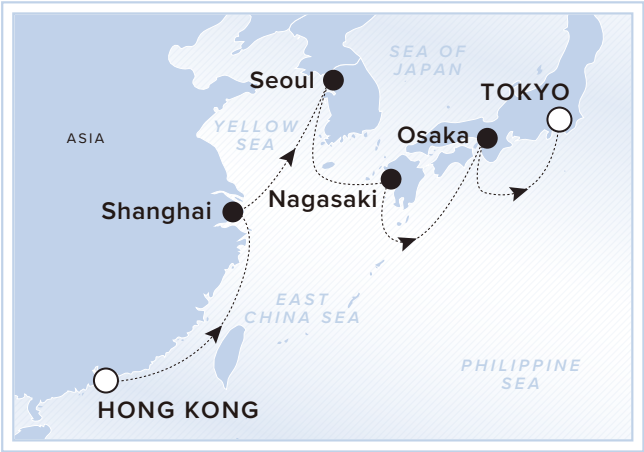 SEA OF
JAPAN
Seoul
TOKYO
YELLOW
SEA
ASIA
Osaka
Nagasaki
Shanghai
EAST
CHINA SEA
PHILIPPINE
SEA
HONG KONG